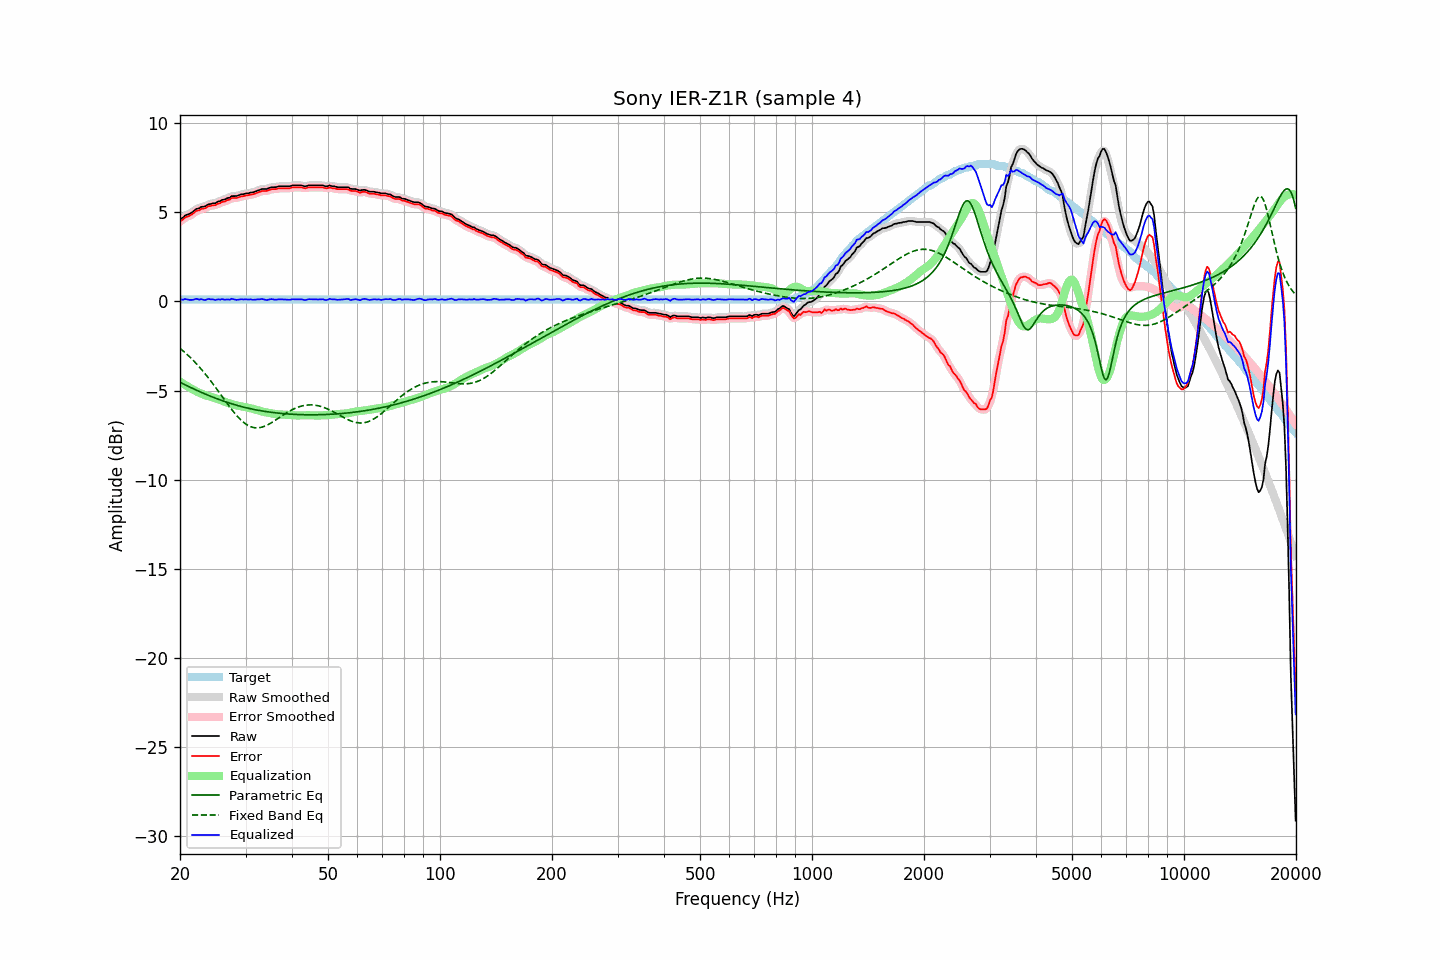 Sony IER-Z1R (sample 4)
Amplitude (dBr)
10
5
0
−5
−10
−15
−20
−25
−30
Target
Raw Smoothed
Error Smoothed
Raw
Error
Equalization
Parametric Eq
Fixed Band Eq
Equalized
20 50 100 200 500 1000 2000 5000 10000 20000
Frequency (Hz)